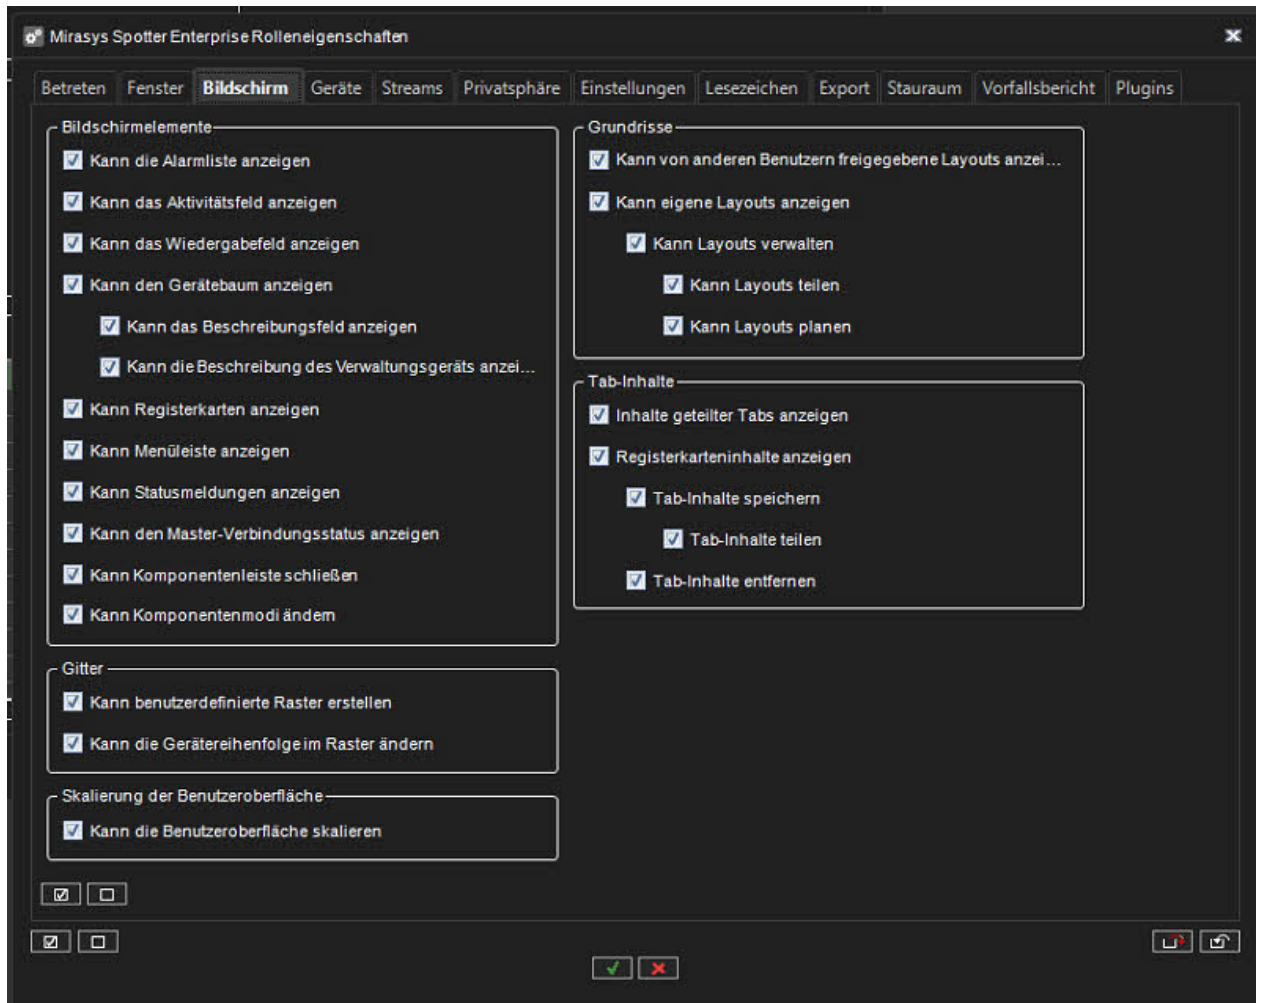 Mirasys Spotter Enterprise Rolleneigenschaften
Betreten Fenster Bildschirm Geräte Streams Privatsphäre Einstellungen Lesezeichen Export Stauraum Vorfallsbericht Plugins
Bildschirmelemente
Kann die Alarmliste anzeigen
Kann das Aktivitätsfeld anzeigen
Kann das Wiedergabefeld anzeigen
Kann den Gerätebaum anzeigen
Kann das Beschreibungsfeld anzeigen
Kann die Beschreibung des Verwaltungsgeräts anzei...
Kann Registerkarten anzeigen
Kann Menüleiste anzeigen
Kann Statusmeldungen anzeigen
Kann den Master-Verbindungsstatus anzeigen
Kann Komponentenleiste schließen
Kann Komponentenmodi ändern
Gitter
Kann benutzerdefinierte Raster erstellen
Kann die Gerätereihenfolge im Raster ändern
Skalierung der Benutzeroberfläche
Kann die Benutzeroberfläche skalieren
Grundrisse
Kann von anderen Benutzern freigegebene Layouts anzei...
Kann eigene Layouts anzeigen
Kann Layouts verwalten
Kann Layouts teilen
Kann Layouts planen
Tab-Inhalte
Inhalte geteilter Tabs anzeigen
Registerkarteninhalte anzeigen
Tab-Inhalte speichern
Tab-Inhalte teilen
Tab-Inhalte entfernen